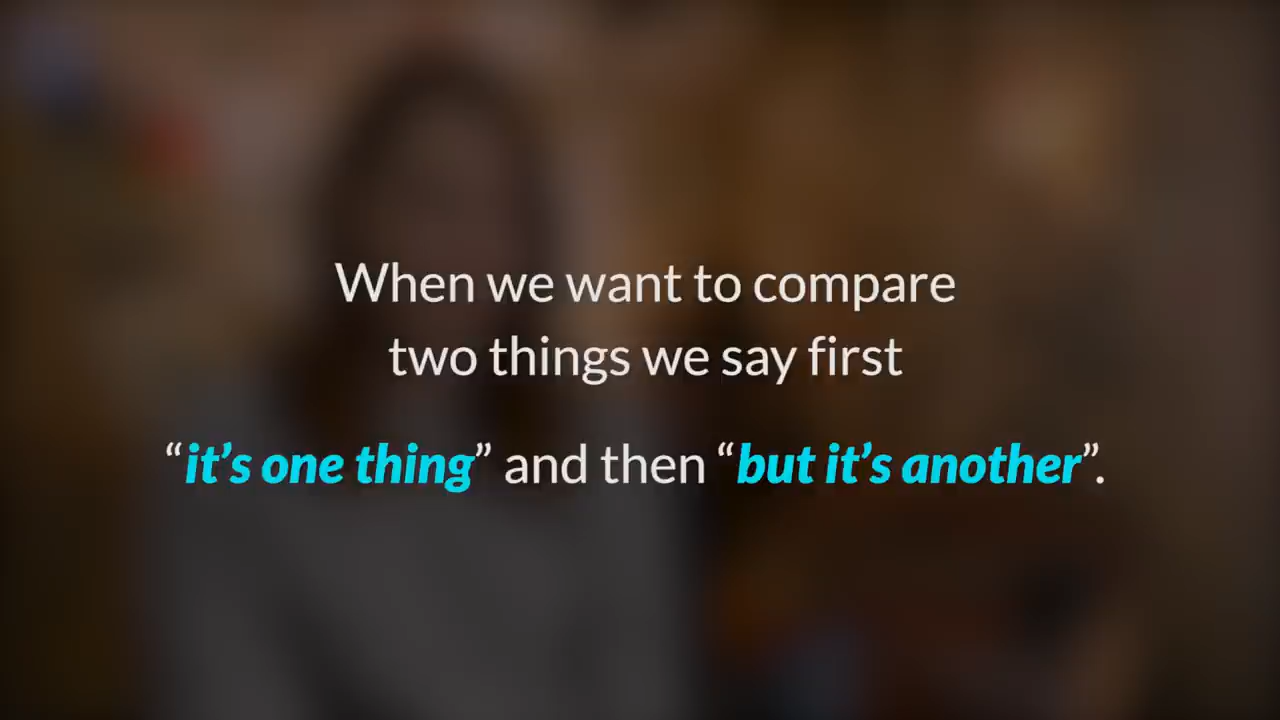 When we want to compare
two things we say first
“it’s one thing” and then “but it’s another”.